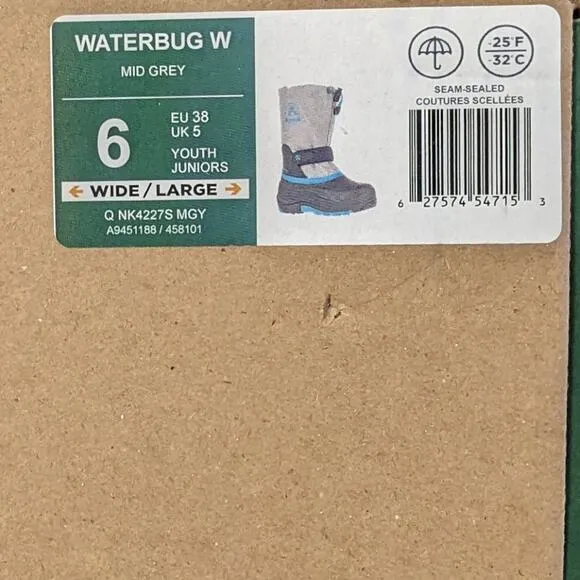 WATERBUG W
MID GREY
6
EU 38
UK 5
YOUTH
JUNIORS
WIDE / LARGE
Q NK4227S MGY
A9451188 / 458101
-25°F
-32°C
SEAM-SEALED
COUTURES SCELLÉES
6 27574 54715 3